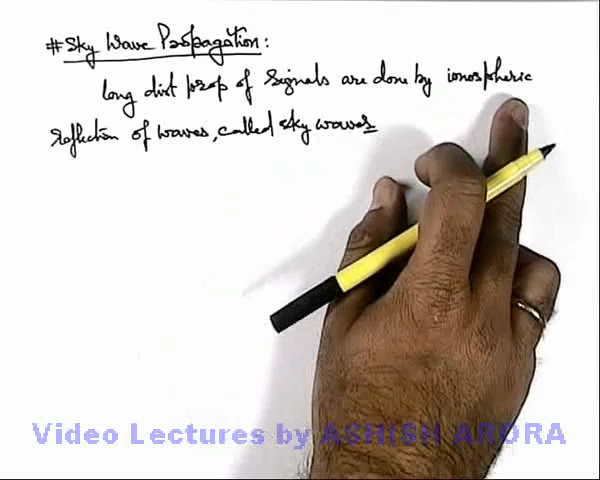 # Sky Wave Propagation :
long dist prop of signals are done by ionospheric
reflection of waves, called sky waves
Video Lectures by ASHISH ARORA